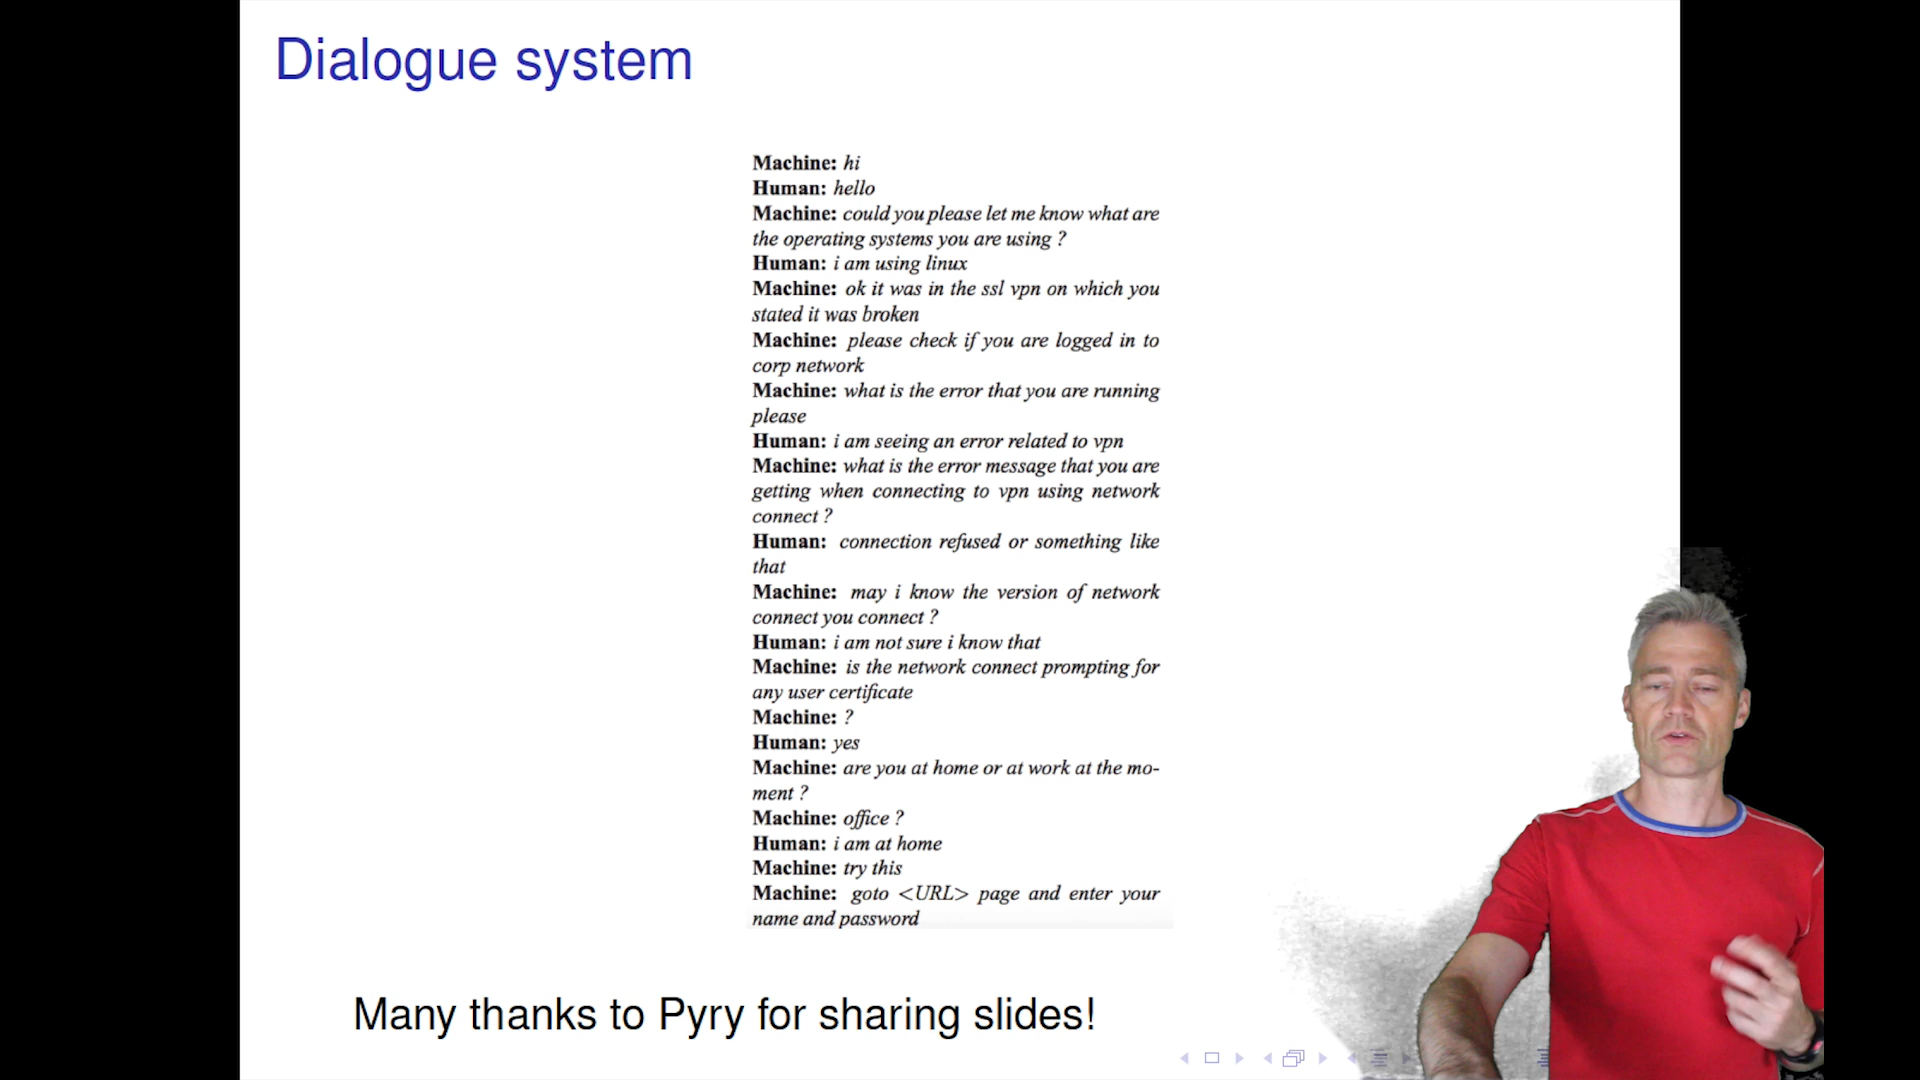 Dialogue system
Machine: hi
Human: hello
Machine: could you please let me know what are
the operating systems you are using ?
Human: i am using linux
Machine: ok it was in the ssl vpn on which you
stated it was broken
Machine: please check if you are logged in to
corp network
Machine: what is the error that you are running
please
Human: i am seeing an error related to vpn
Machine: what is the error message that you are
getting when connecting to vpn using network
connect ?
Human: connection refused or something like
that
Machine: may i know the version of network
connect you connect ?
Human: i am not sure i know that
Machine: is the network connect prompting for
any user certificate
Machine: ?
Human: yes
Machine: are you at home or at work at the mo-
ment ?
Machine: office ?
Human: i am at home
Machine: try this
Machine: goto <URL> page and enter your
name and password
Many thanks to Pyry for sharing slides!